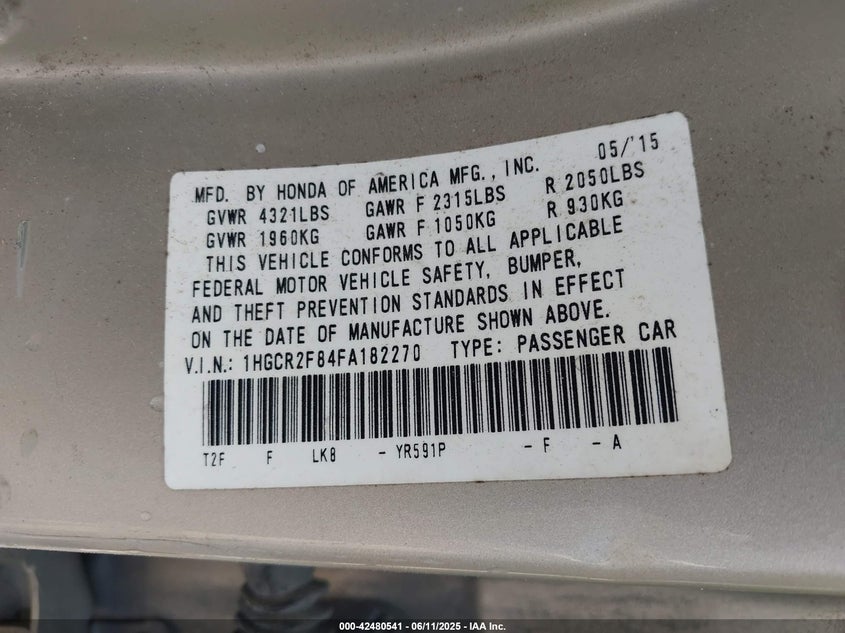 05/'15
MFD. BY HONDA OF AMERICA MFG., INC.
GVWR 4321LBS GAWR F 2315LBS R 2050LBS
GVWR 1960KG GAWR F 1050KG R 930KG
THIS VEHICLE CONFORMS TO ALL APPLICABLE
FEDERAL MOTOR VEHICLE SAFETY, BUMPER,
AND THEFT PREVENTION STANDARDS IN EFFECT
ON THE DATE OF MANUFACTURE SHOWN ABOVE.
V.I.N.: 1HGCR2F84FA182270 TYPE: PASSENGER CAR
T2F F LK8 - YR591P - F - A
000-42480541 - 06/11/2025 - IAA Inc.